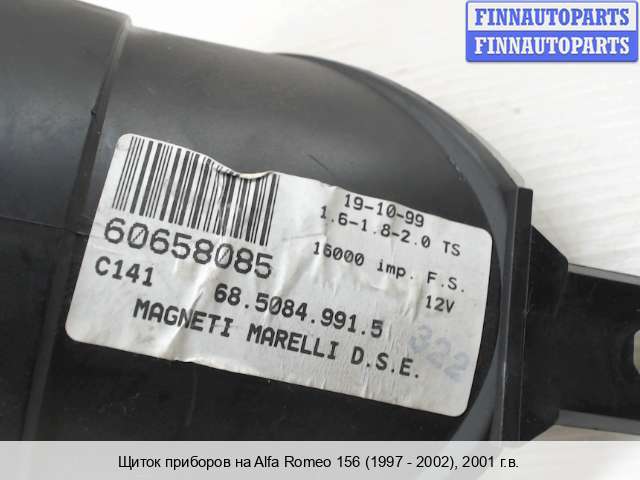 FINNAUTOPARTS
FINNAUTOPARTS
19-10-99
1.6-1.8-2.0 TS
60658085
16000 imp. F.S.
C141
68.5084.991.5
12V
MAGNETI MARELLI D.S.E.
322
Щиток приборов на Alfa Romeo 156 (1997 - 2002), 2001 г.в.